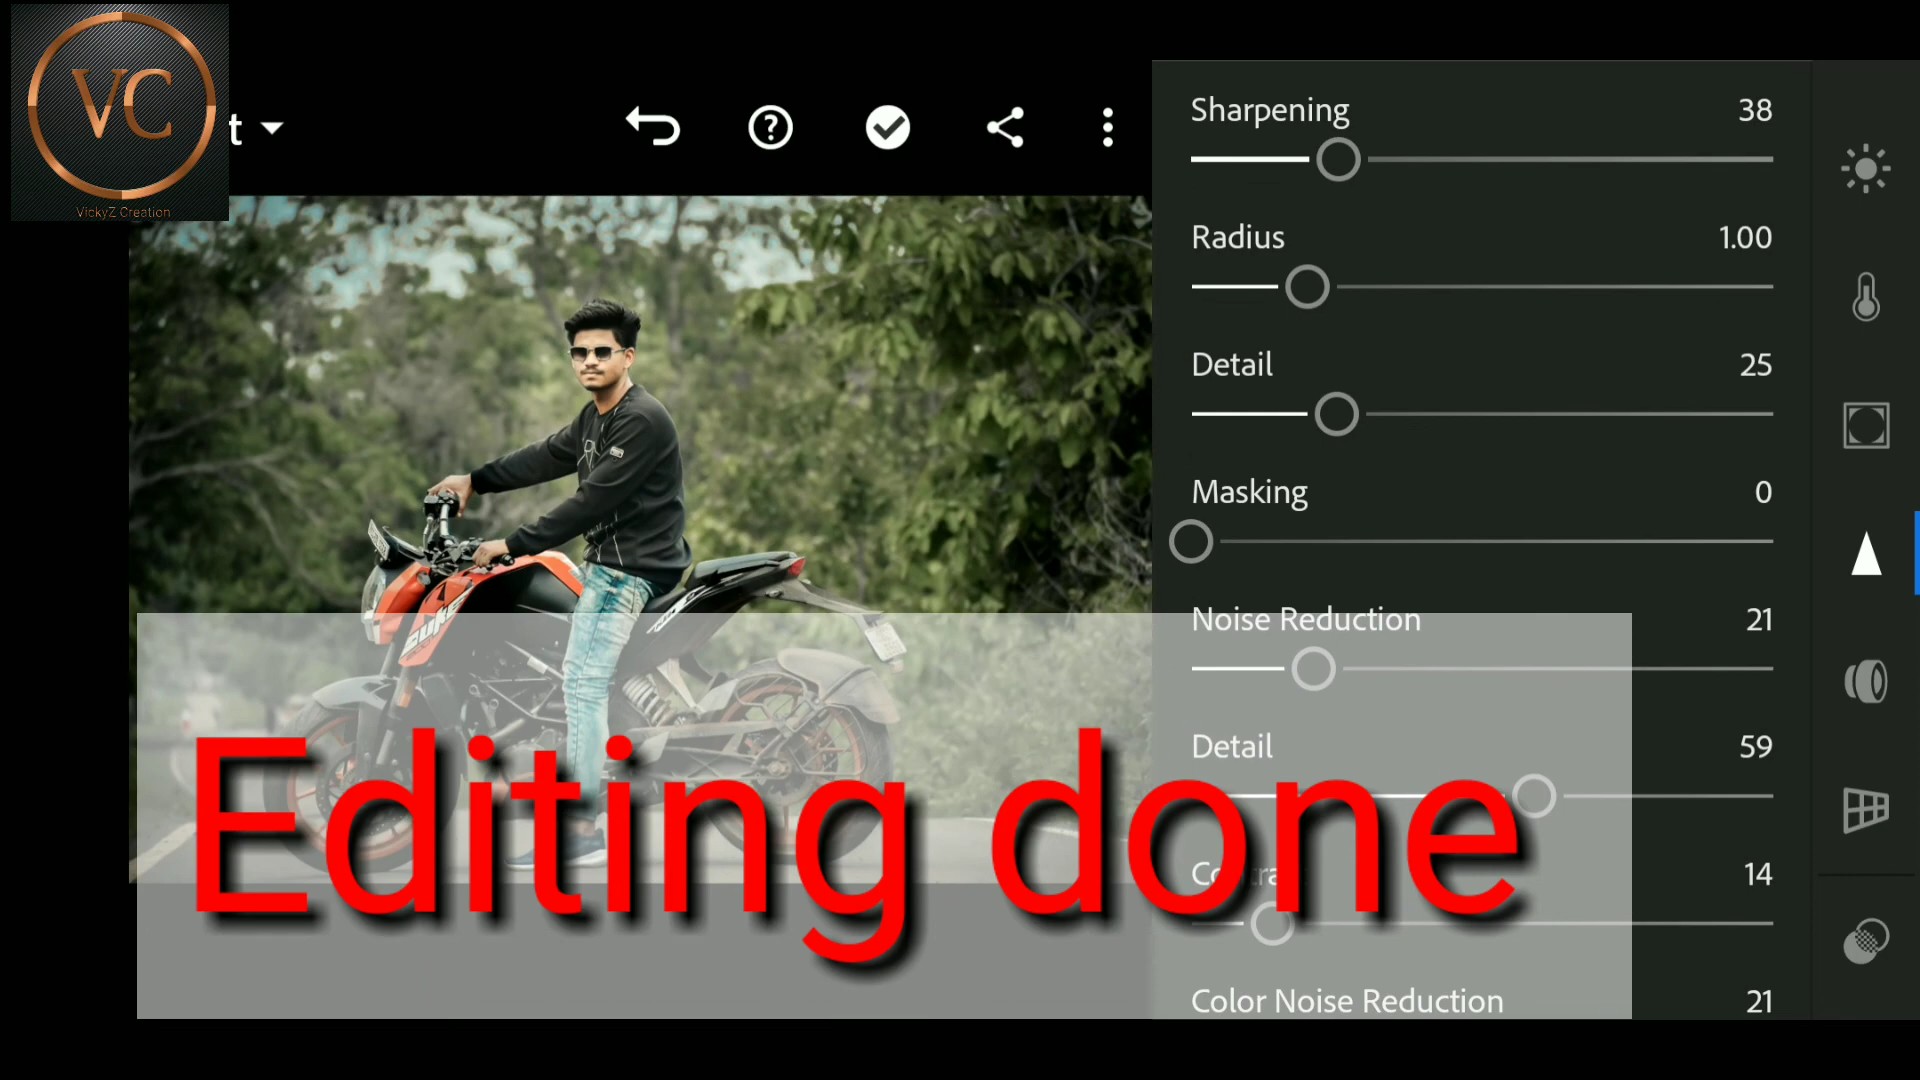 VC
VickyZ Creation
t
Sharpening 38
Radius 1.00
Detail 25
Masking 0
Noise Reduction 21
Detail 59
14
Color Noise Reduction 21
DUKE
Editing done